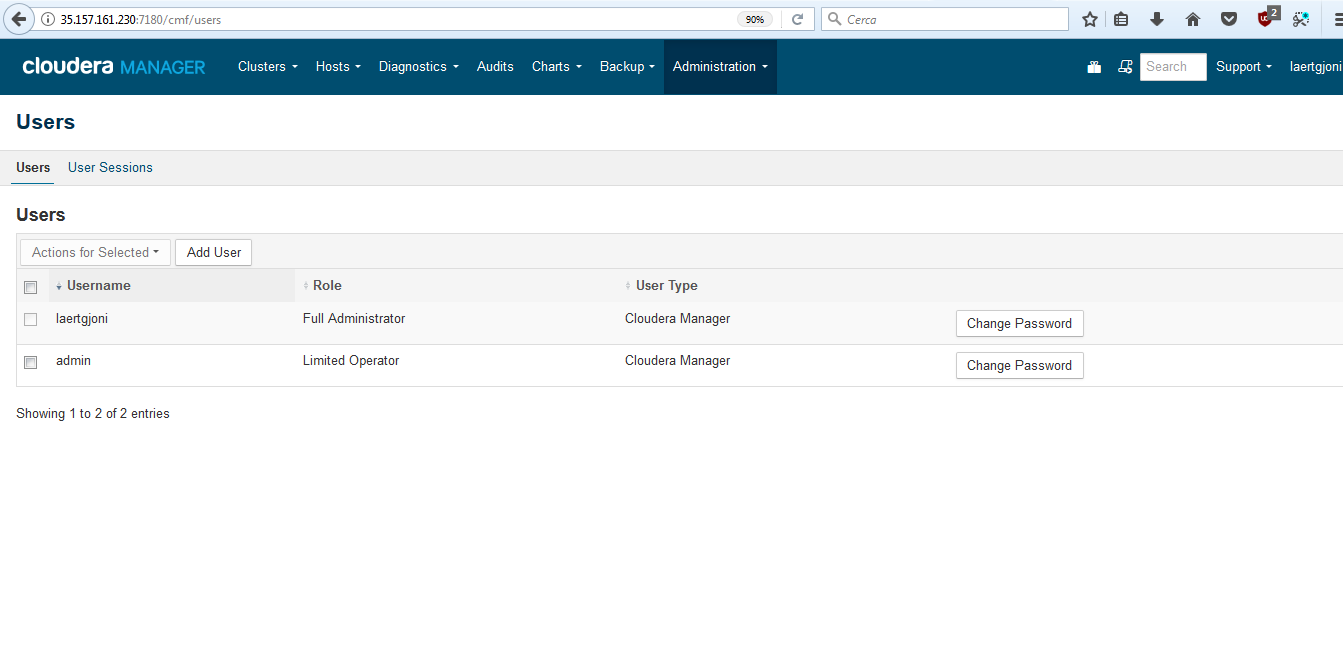 35.157.161.230:7180/cmf/users 90% Cerca 2
cloudera MANAGER Clusters Hosts Diagnostics Audits Charts Backup Administration Search Support laertgjoni
Users
Users User Sessions
Users
Actions for Selected Add User
Username Role User Type
laertgjoni Full Administrator Cloudera Manager Change Password
admin Limited Operator Cloudera Manager Change Password
Showing 1 to 2 of 2 entries